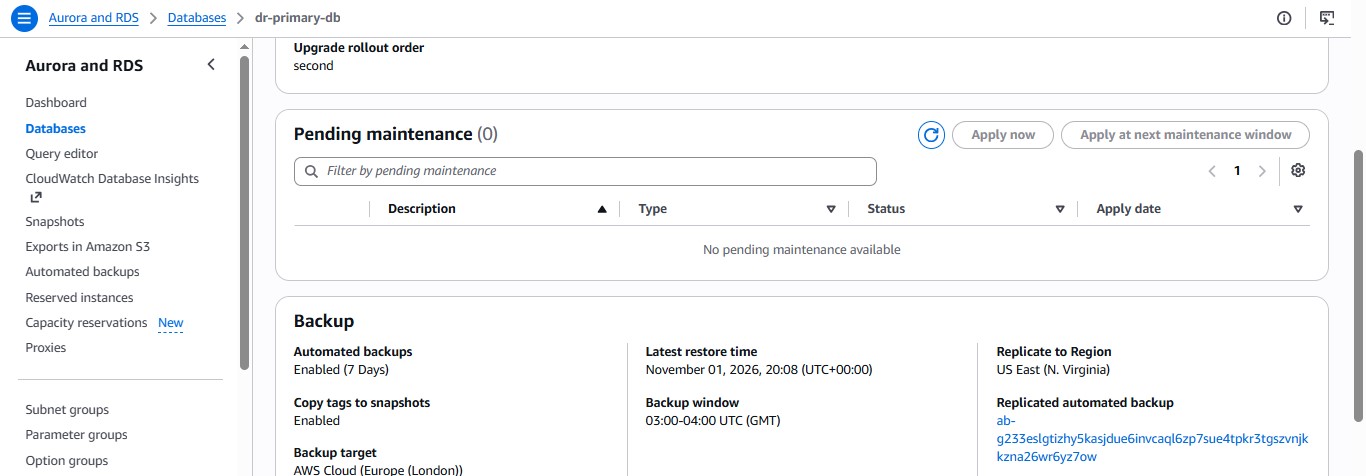 Aurora and RDS > Databases > dr-primary-db
Aurora and RDS
Dashboard
Databases
Query editor
CloudWatch Database Insights
Snapshots
Exports in Amazon S3
Automated backups
Reserved instances
Capacity reservations New
Proxies
Subnet groups
Parameter groups
Option groups
Upgrade rollout order
second
Pending maintenance (0)
Apply now
Apply at next maintenance window
Filter by pending maintenance
1
Description Type Status Apply date
No pending maintenance available
Backup
Automated backups
Enabled (7 Days)
Copy tags to snapshots
Enabled
Backup target
AWS Cloud (Europe (London))
Latest restore time
November 01, 2026, 20:08 (UTC+00:00)
Backup window
03:00-04:00 UTC (GMT)
Replicate to Region
US East (N. Virginia)
Replicated automated backup
ab-
g233eslgtizhy5kasjdue6invcaql6zp7sue4tpkr3tgszvnjk
kzna26wr6yz7ow